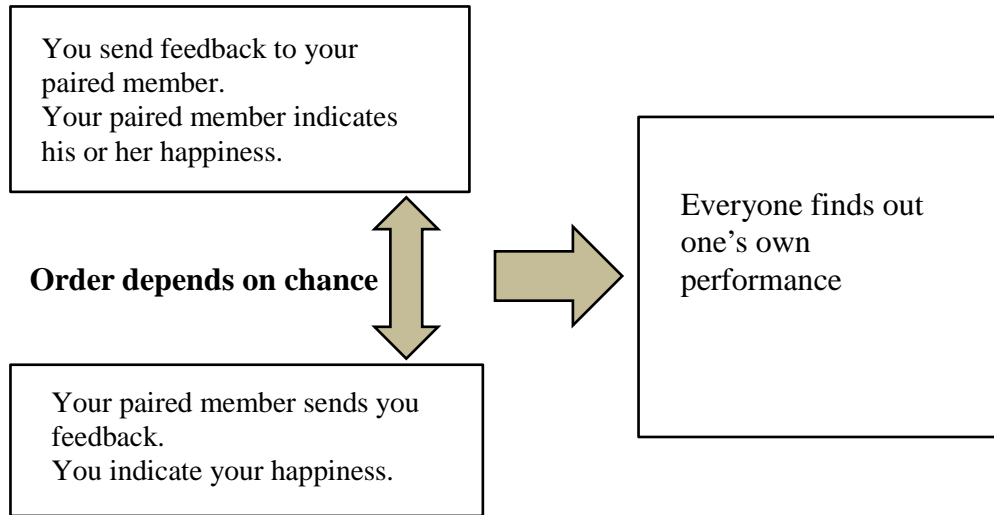 You send feedback to your
paired member.
Your paired member indicates
his or her happiness.
Order depends on chance
Your paired member sends you
feedback.
You indicate your happiness.
Everyone finds out
one’s own
performance